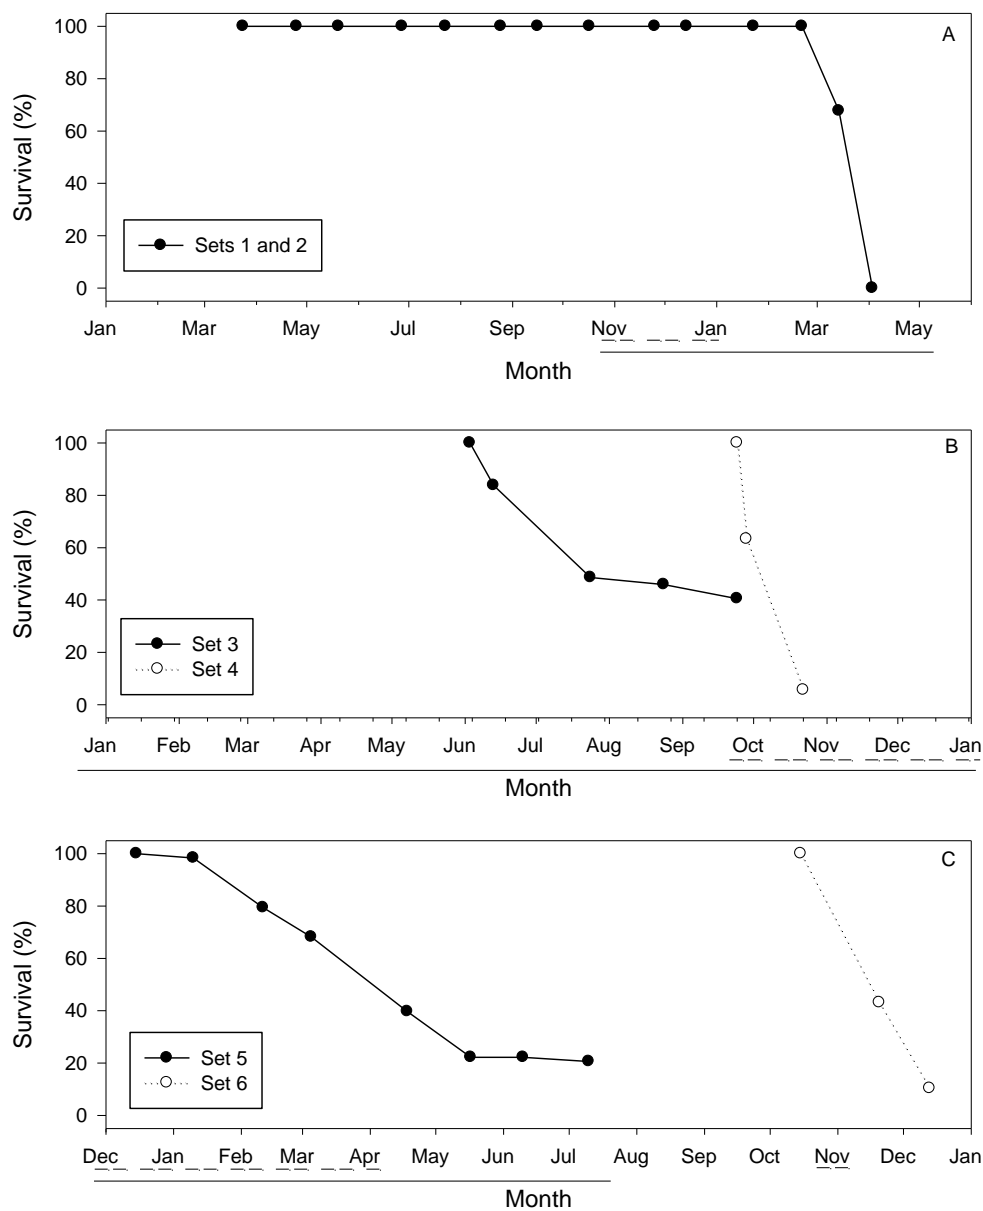 A
Survival (%)
100
80
60
40
20
0
Sets 1 and 2
Jan Mar May Jul Sep Nov Jan Mar May
Month
B
Survival (%)
100
80
60
40
20
0
Set 3
Set 4
Jan Feb Mar Apr May Jun Jul Aug Sep Oct Nov Dec Jan
Month
C
Survival (%)
100
80
60
40
20
0
Set 5
Set 6
Dec Jan Feb Mar Apr May Jun Jul Aug Sep Oct Nov Dec Jan
Month